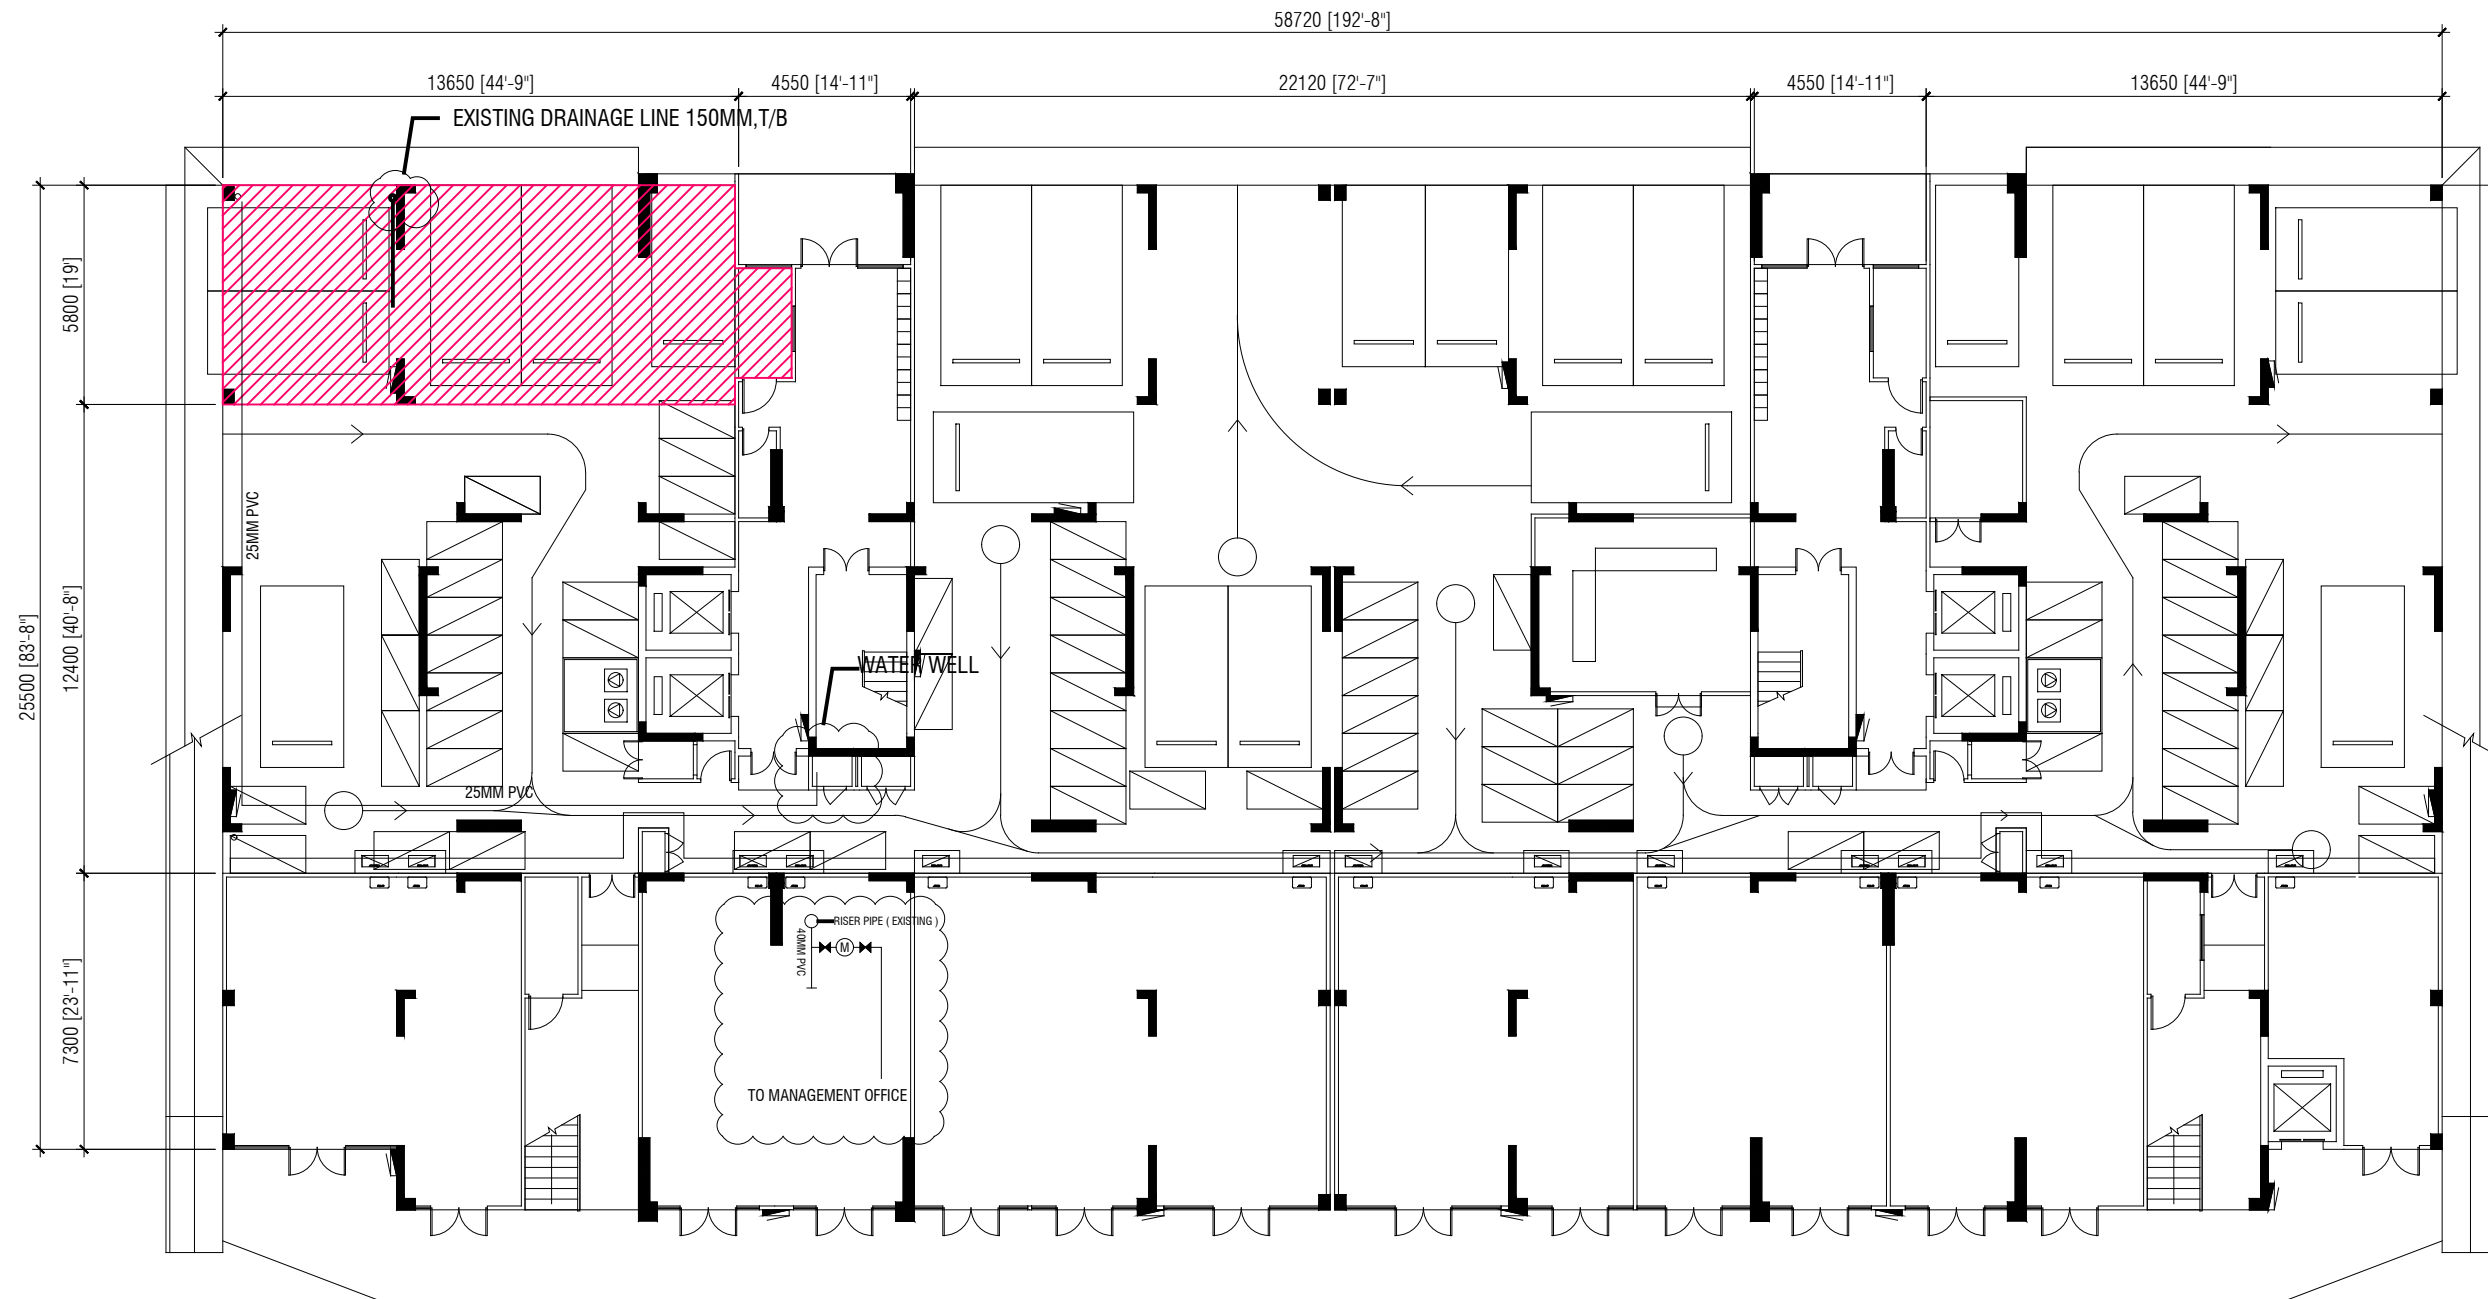 58720 [192'-8"]
13650 [44'-9"]
4550 [14'-11"]
22120 [72'-7"]
4550 [14'-11"]
13650 [44'-9"]
EXISTING DRAINAGE LINE 150MM,T/B
5800 [19']
25MM PVC
12400 [40'-8"]
25500 [83'-8"]
WATER WELL
25MM PVC
RISER PIPE ( EXISTING )
40MM PVC
M
7300 [23'-11"]
TO MANAGEMENT OFFICE